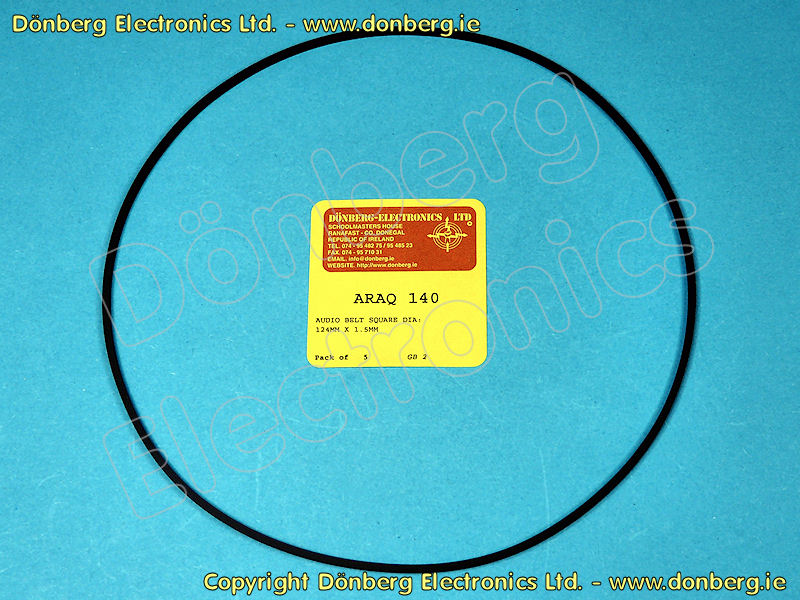 Dönberg Electronics Ltd. - www.donberg.ie
Dönberg
Electronics
DÖNBERG-ELECTRONICS LTD
SCHOOLMASTERS HOUSE
RANAFAST - CO. DONEGAL
REPUBLIC OF IRELAND
TEL. 074 - 95 482 75 / 95 485 23
FAX. 074 - 95 710 31
EMAIL. info@donberg.ie
WEBSITE. http://www.donberg.ie
ARAQ 140
AUDIO BELT SQUARE DIA:
124MM X 1.5MM
Pack of 5 GB 2
Copyright Dönberg Electronics Ltd. - www.donberg.ie